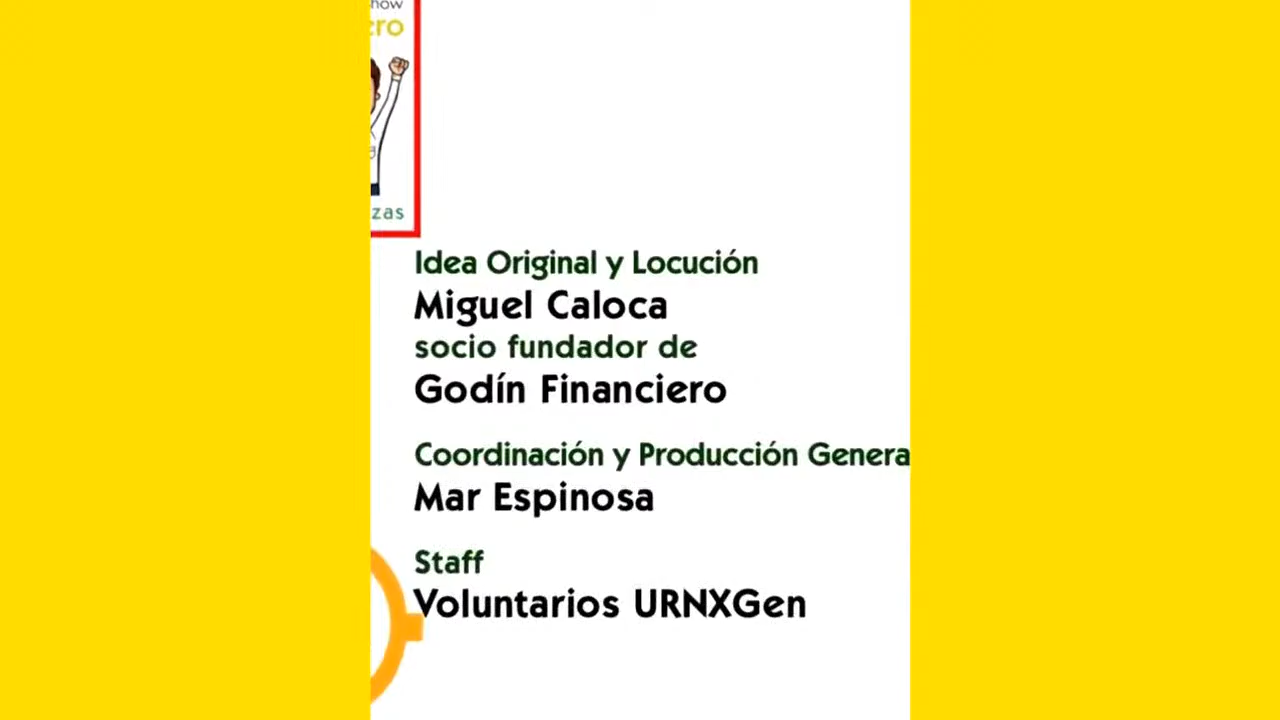 Idea Original y Locución
Miguel Caloca
socio fundador de
Godín Financiero
Coordinación y Producción Genera
Mar Espinosa
Staff
Voluntarios URNXGen